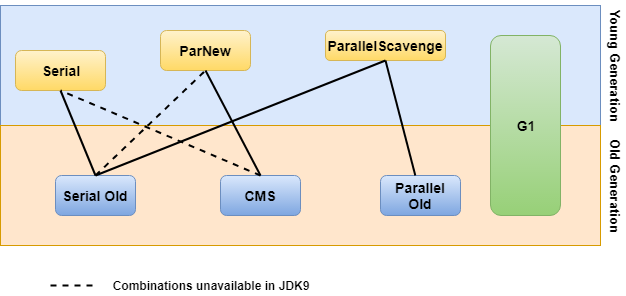 Serial
ParNew
ParallelScavenge
G1
Serial Old
CMS
Parallel
Old
Young Generation
Old Generation
Combinations unavailable in JDK9